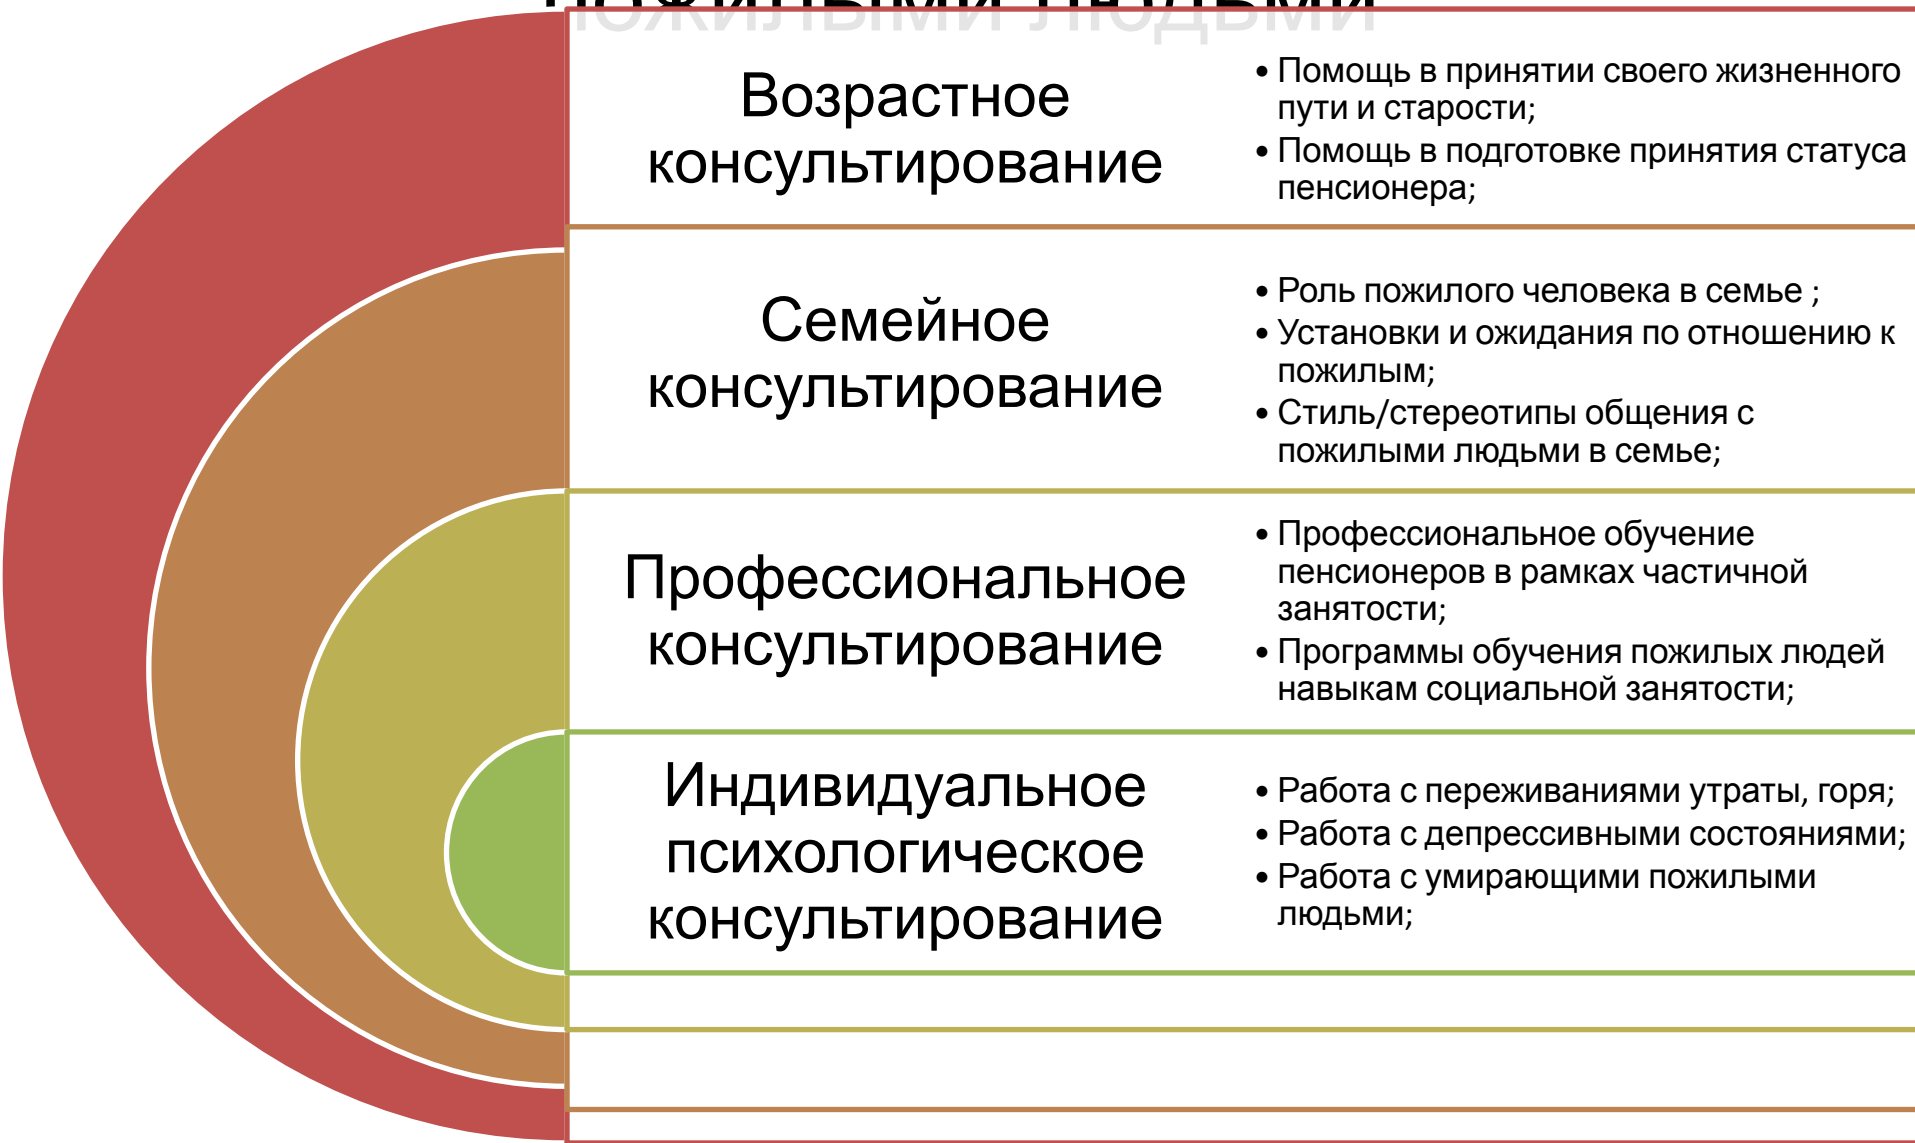 пожилыми людьми
Возрастное
консультирование
• Помощь в принятии своего жизненного
пути и старости;
• Помощь в подготовке принятия статуса
пенсионера;
Семейное
консультирование
• Роль пожилого человека в семье ;
• Установки и ожидания по отношению к
пожилым;
• Стиль/стереотипы общения с
пожилыми людьми в семье;
Профессиональное
консультирование
• Профессиональное обучение
пенсионеров в рамках частичной
занятости;
• Программы обучения пожилых людей
навыкам социальной занятости;
Индивидуальное
психологическое
консультирование
• Работа с переживаниями утраты, горя;
• Работа с депрессивными состояниями;
• Работа с умирающими пожилыми
людьми;